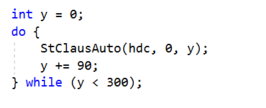 int y = 0;
do {
StClausAuto(hdc, 0, y);
y += 90;
} while (y < 300);